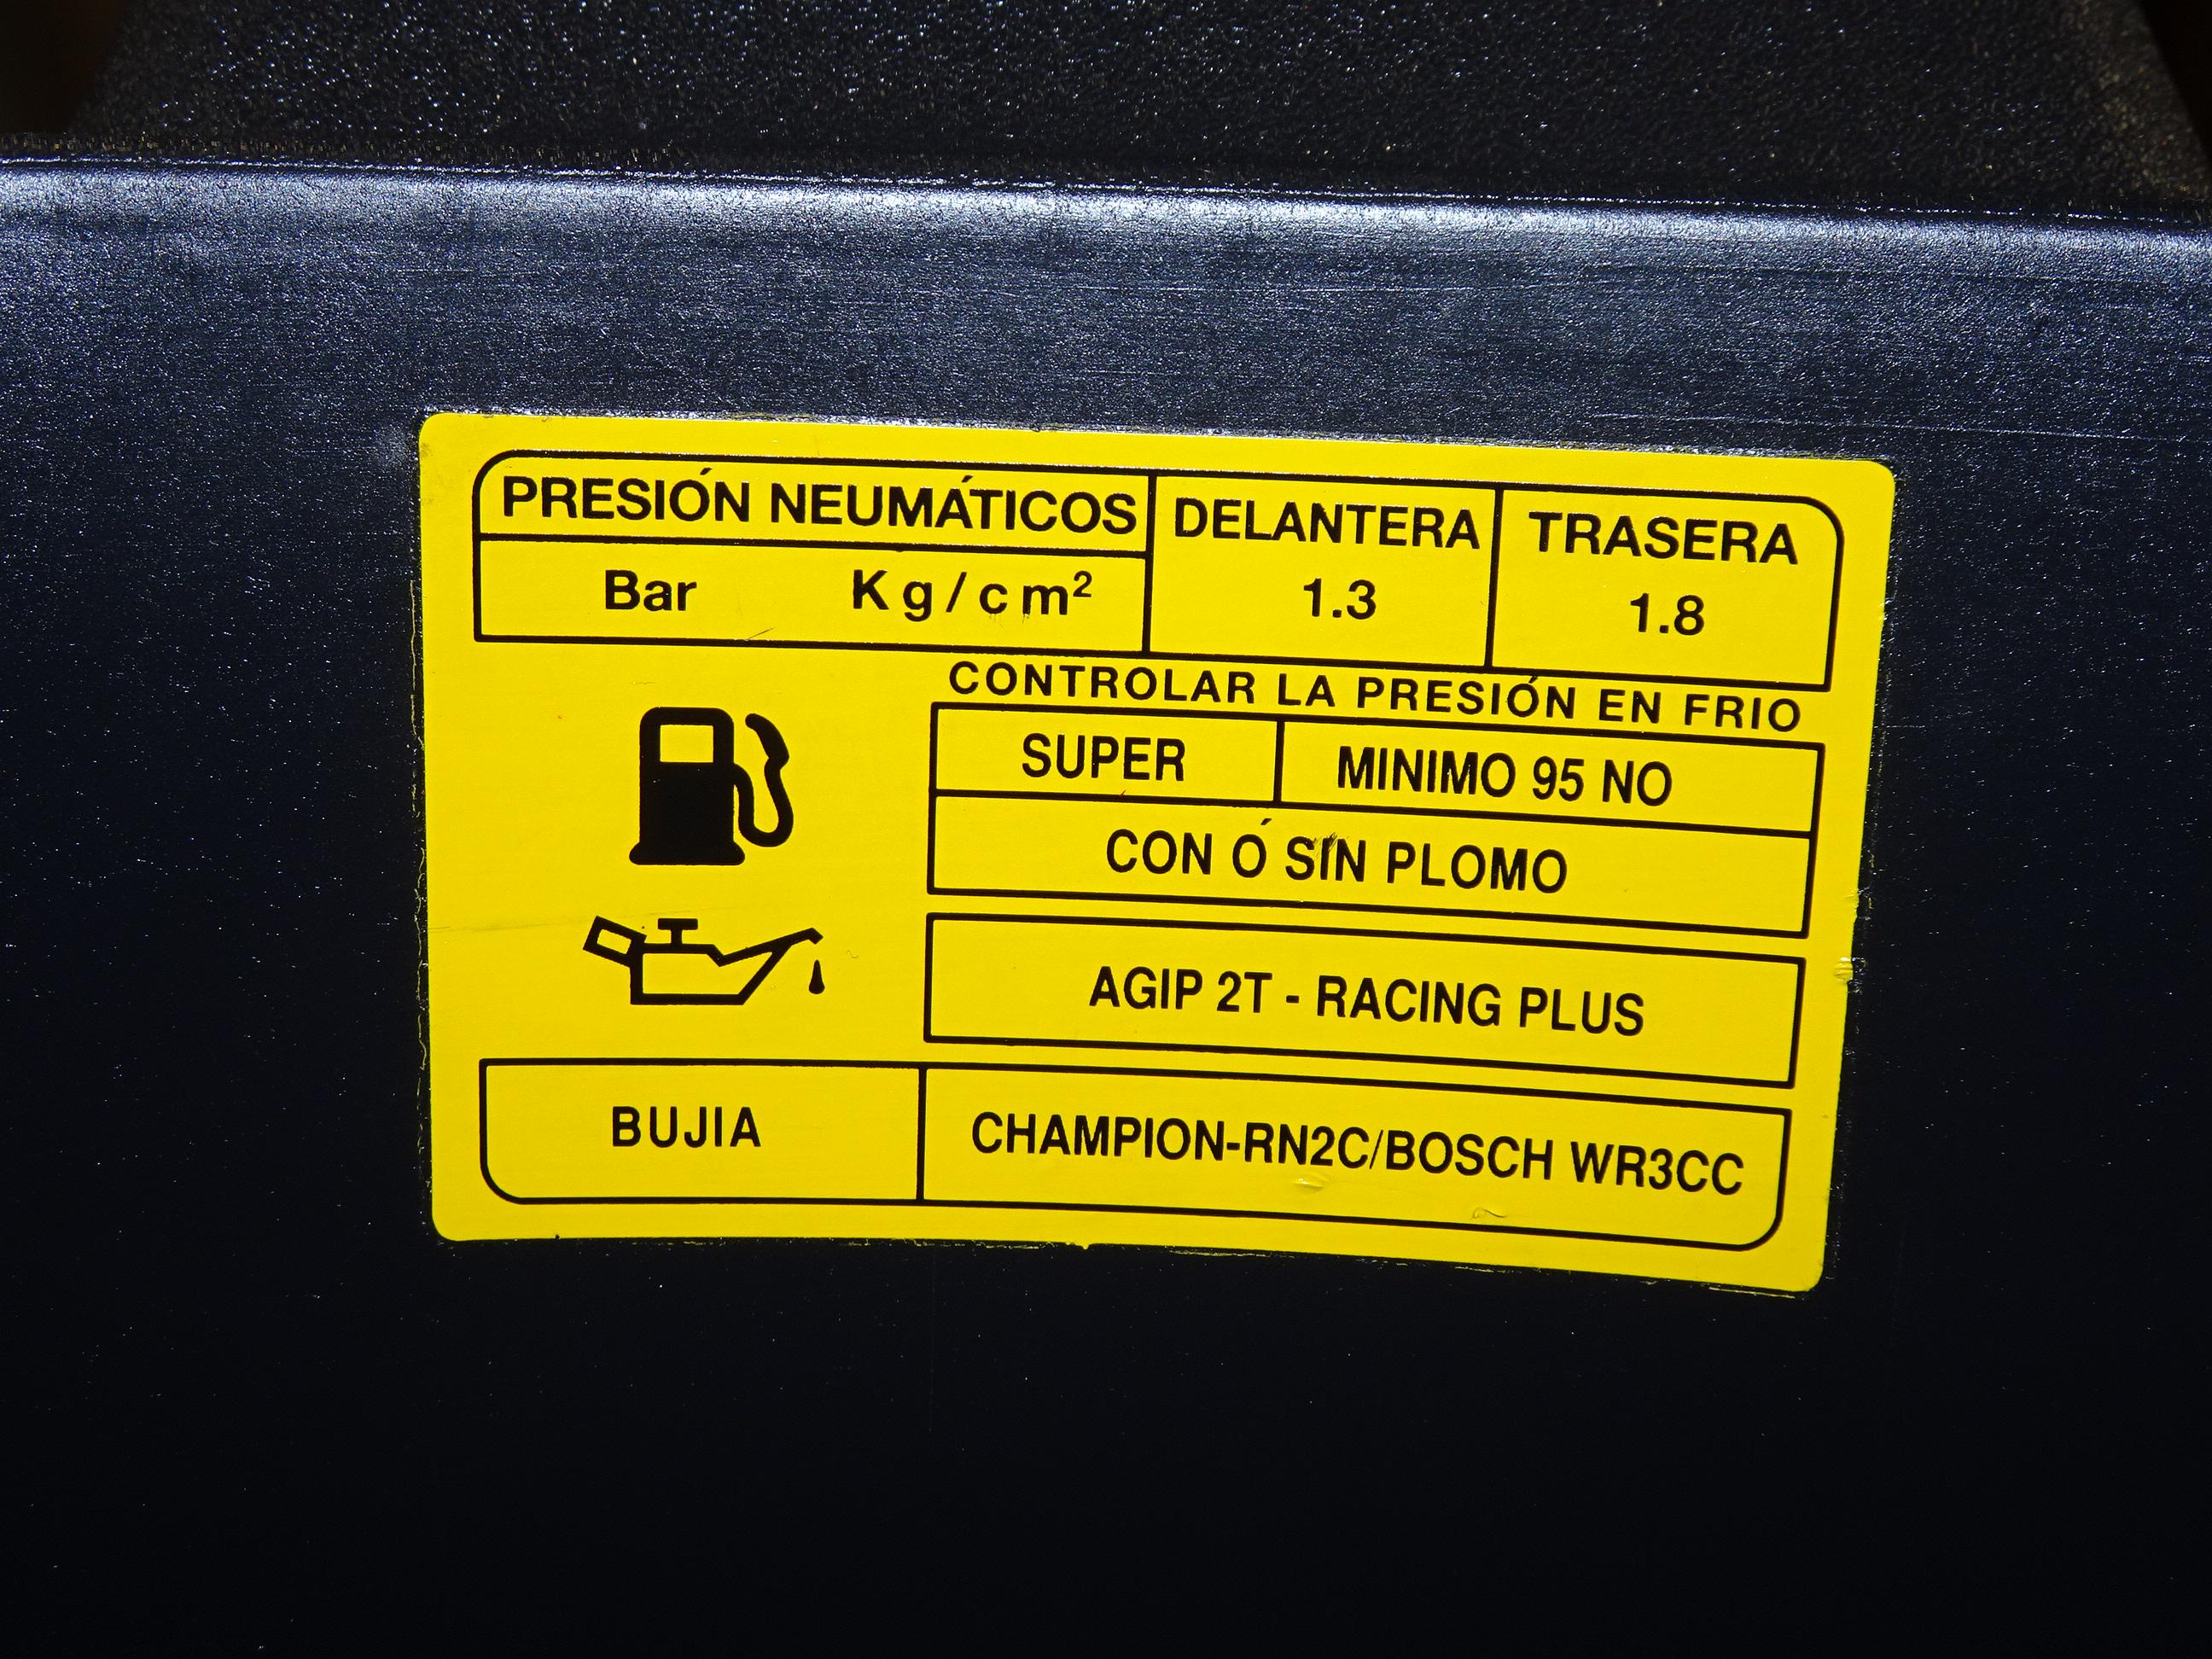 PRESIÓN NEUMÁTICOS DELANTERA TRASERA
Bar Kg/cm² 1.3 1.8
CONTROLAR LA PRESIÓN EN FRIO
SUPER MINIMO 95 NO
CON Ó SIN PLOMO
AGIP 2T - RACING PLUS
BUJIA CHAMPION-RN2C/BOSCH WR3CC